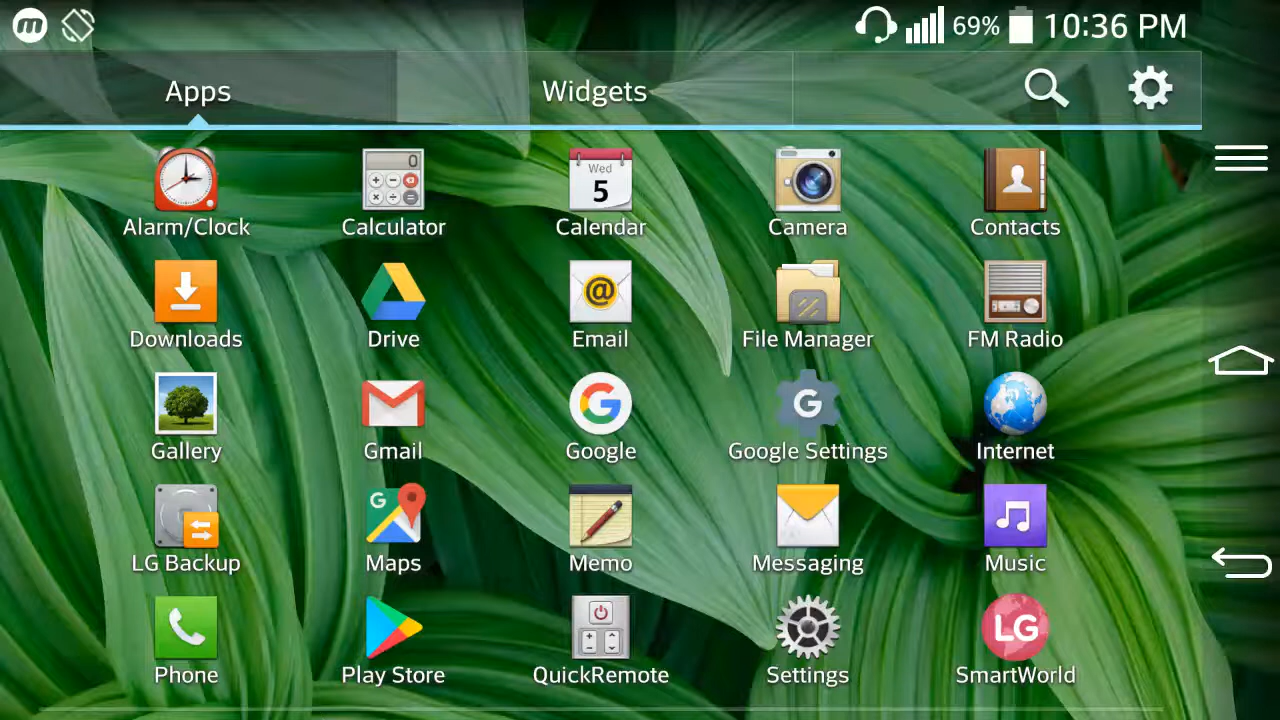 69% 10:36 PM
Apps Widgets
Wed
5
0
Alarm/Clock Calculator Calendar Camera Contacts
@
Downloads Drive Email File Manager FM Radio
G G
Gallery Gmail Google Google Settings Internet
G
LG Backup Maps Memo Messaging Music
LG
Phone Play Store QuickRemote Settings SmartWorld